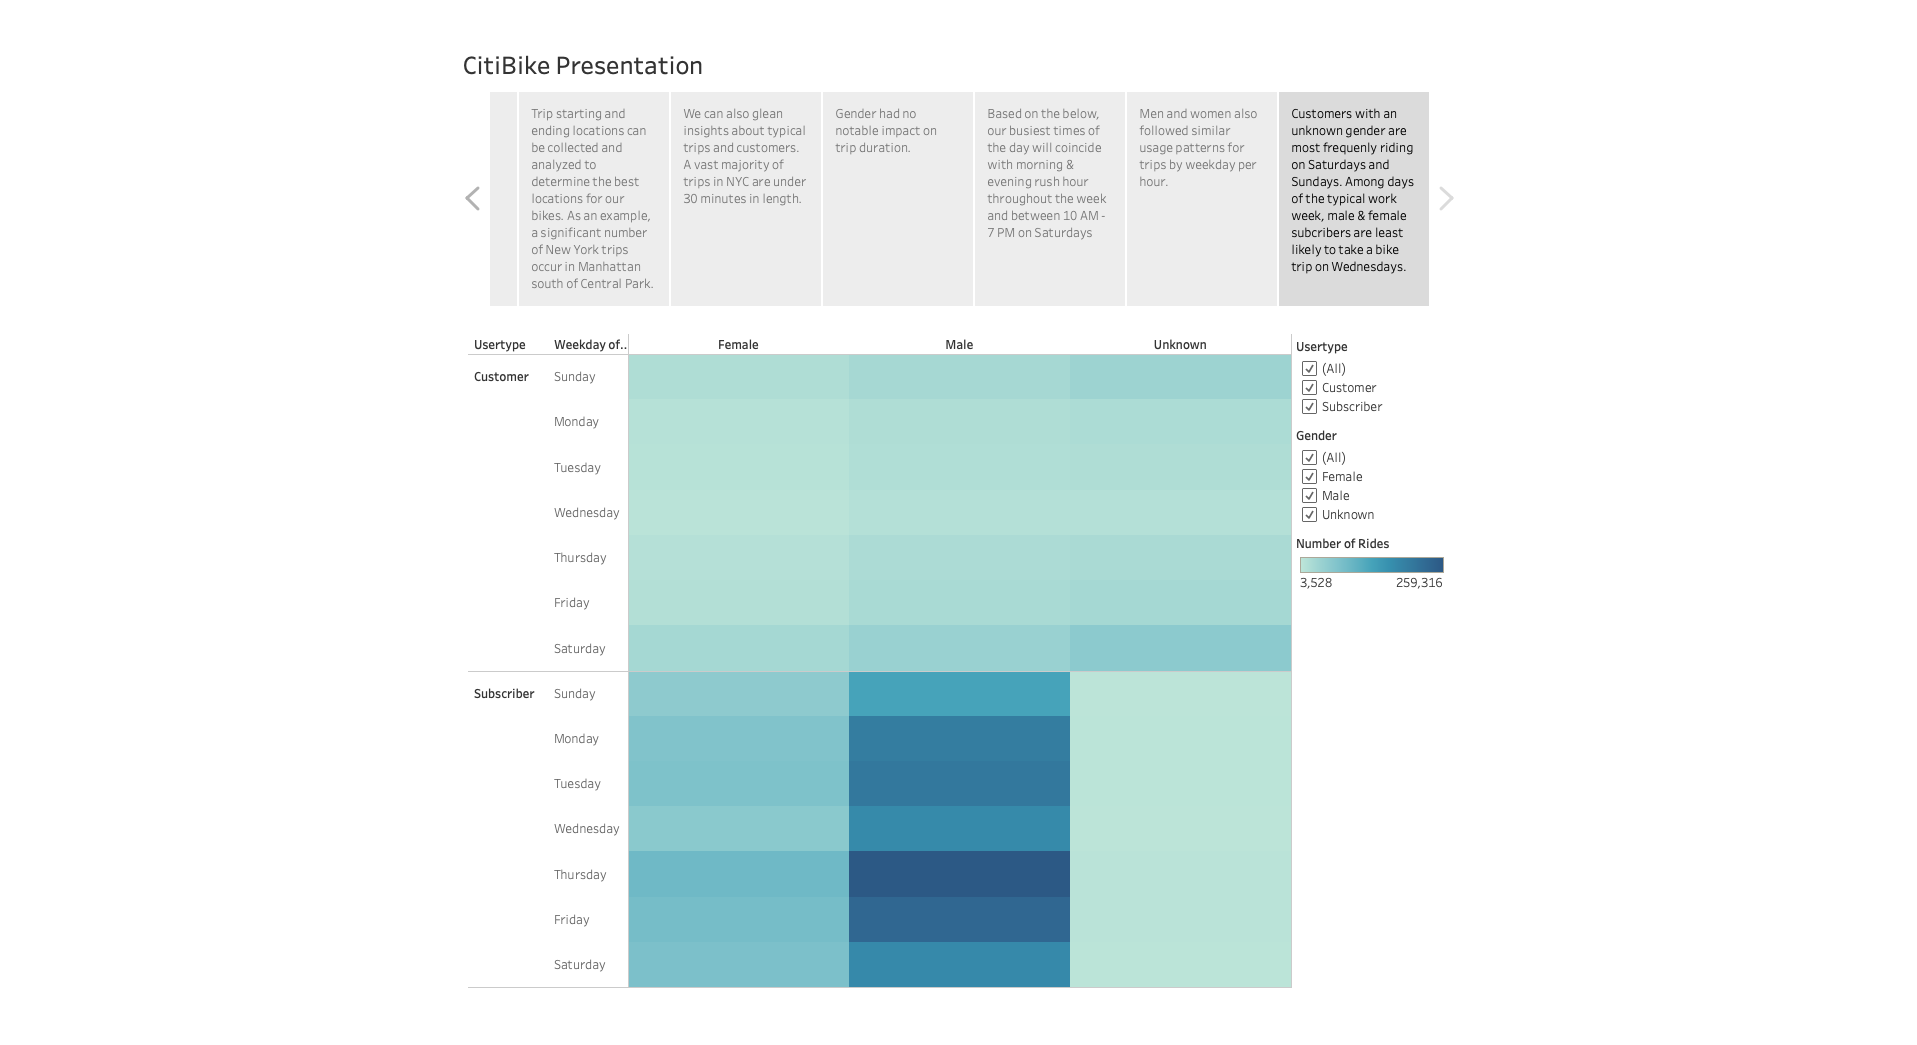 CitiBike Presentation
Trip starting and
ending locations can
be collected and
analyzed to
determine the best
locations for our
bikes. As an example,
a significant number
of New York trips
occur in Manhattan
south of Central Park.
We can also glean
insights about typical
trips and customers.
A vast majority of
trips in NYC are under
30 minutes in length.
Gender had no
notable impact on
trip duration.
Based on the below,
our busiest times of
the day will coincide
with morning &
evening rush hour
throughout the week
and between 10 AM -
7 PM on Saturdays
Men and women also
followed similar
usage patterns for
trips by weekday per
hour.
Customers with an
unknown gender are
most frequenly riding
on Saturdays and
Sundays. Among days
of the typical work
week, male & female
subcribers are least
likely to take a bike
trip on Wednesdays.
Usertype Weekday of.. Female Male Unknown
Customer Sunday
Monday
Tuesday
Wednesday
Thursday
Friday
Saturday
Subscriber Sunday
Monday
Tuesday
Wednesday
Thursday
Friday
Saturday
Usertype
(All)
Customer
Subscriber
Gender
(All)
Female
Male
Unknown
Number of Rides
3,528 259,316